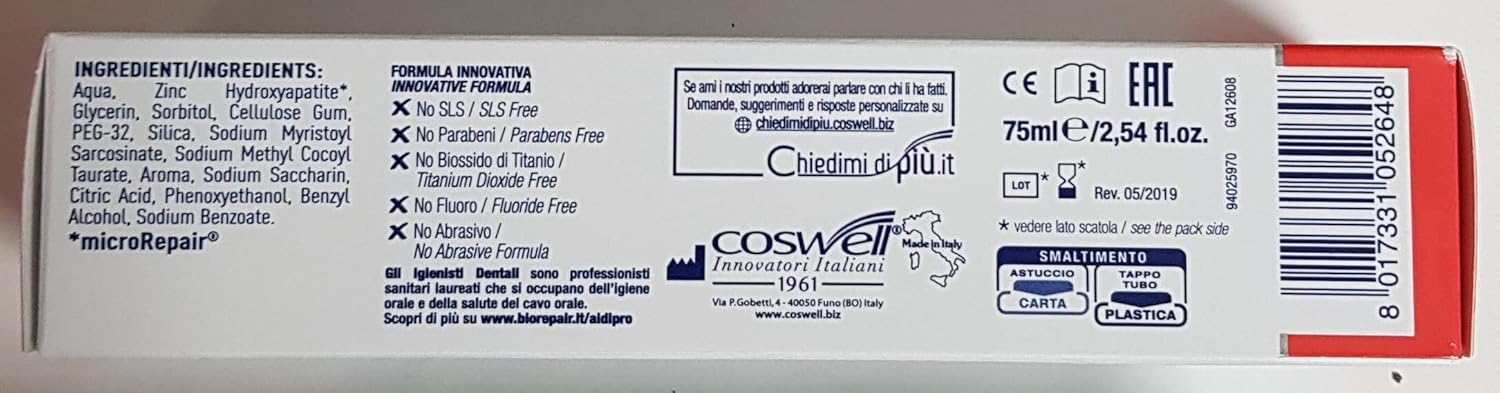 INGREDIENTI/INGREDIENTS:
Aqua, Zinc Hydroxyapatite*,
Glycerin, Sorbitol, Cellulose Gum,
PEG-32, Silica, Sodium Myristoyl
Sarcosinate, Sodium Methyl Cocoyl
Taurate, Aroma, Sodium Saccharin,
Citric Acid, Phenoxyethanol, Benzyl
Alcohol, Sodium Benzoate.
*microRepair®
FORMULA INNOVATIVA
INNOVATIVE FORMULA
No SLS / SLS Free
No Parabeni / Parabens Free
No Biossido di Titanio /
Titanium Dioxide Free
No Fluoro / Fluoride Free
No Abrasivo /
No Abrasive Formula
Gli Igienisti Dentali sono professionisti
sanitari laureati che si occupano dell'igiene
orale e della salute del cavo orale.
Scopri di più su www.biorepair.it/aidipro
Se ami i nostri prodotti adorerai parlare con chi li ha fatti.
Domande, suggerimenti e risposte personalizzate su
chiedimidipiu.coswell.biz
Chiedimi di più.it
coswell®
Made in Italy
Innovatori Italiani
1961
Via P.Gobetti, 4 - 40050 Funo (BO) Italy
www.coswell.biz
CE i EAC
75ml e/2,54 fl.oz.
LOT * *
Rev. 05/2019
* vedere lato scatola / see the pack side
SMALTIMENTO
ASTUCCIO
CARTA
TAPPO
TUBO
PLASTICA
GA12608
94025970
8 017331 052648